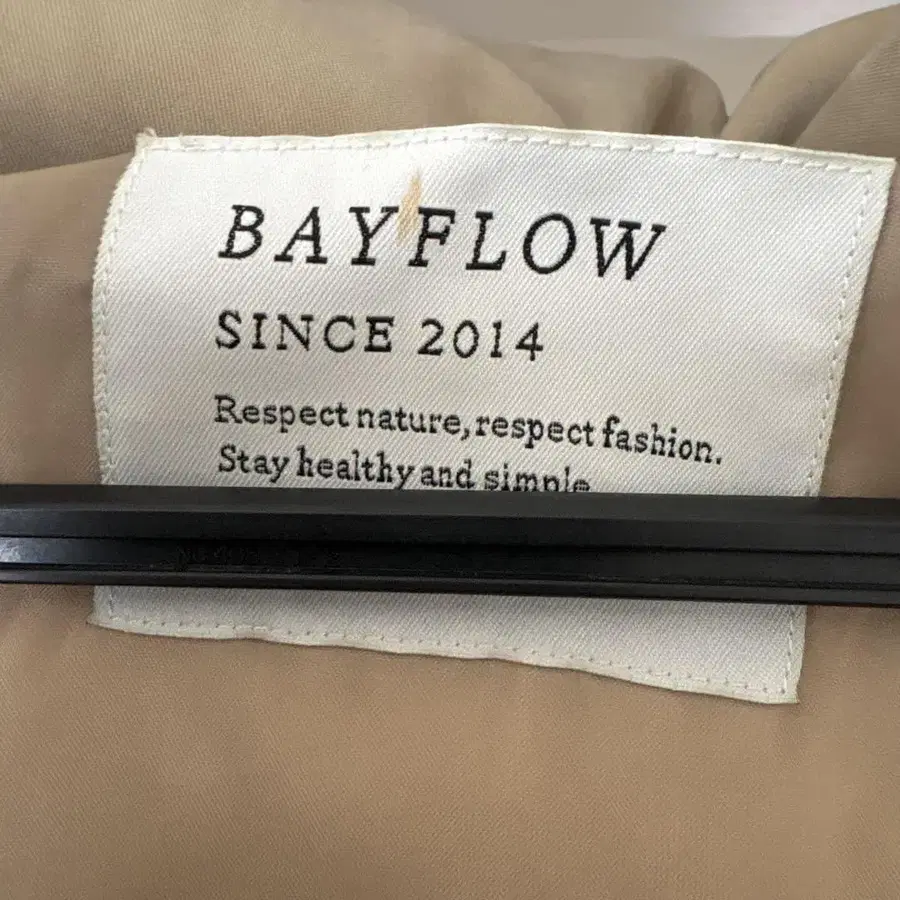 BAYFLOW
SINCE 2014
Respect nature, respect fashion.
Stay healthy and simple